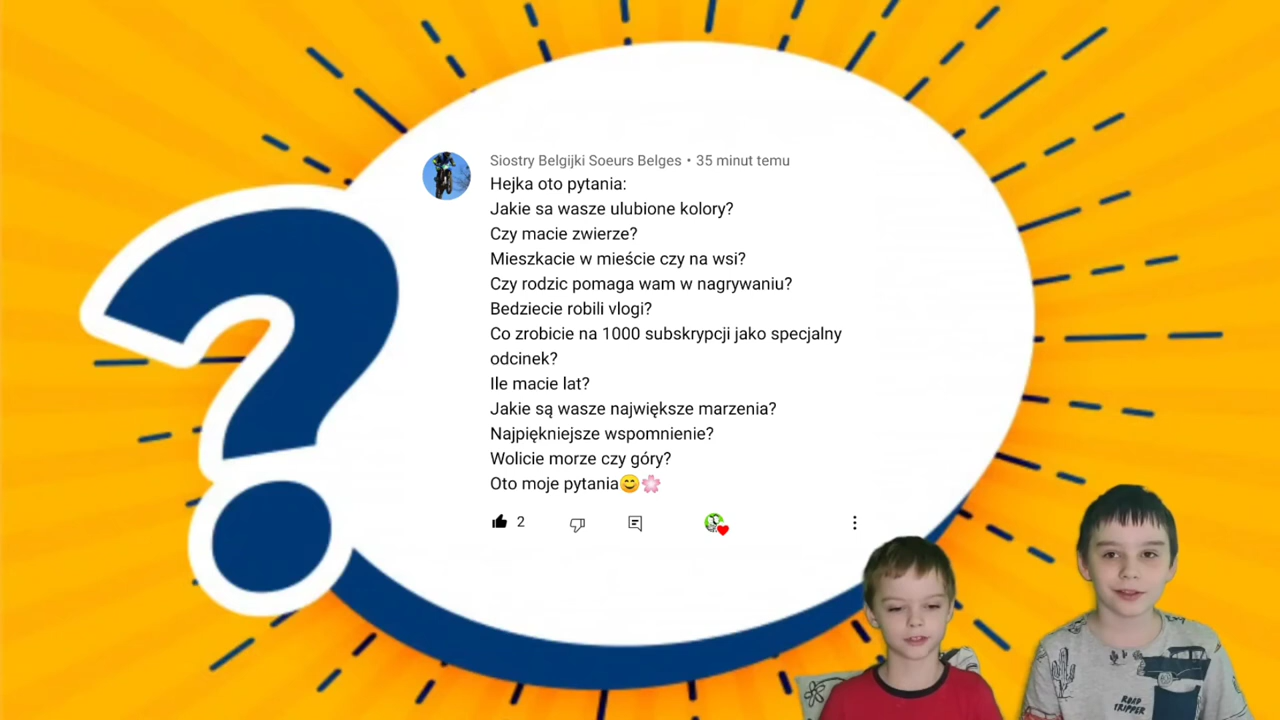 Siostry Belgijki Soeurs Belges • 35 minut temu
Hejka oto pytania:
Jakie sa wasze ulubione kolory?
Czy macie zwierze?
Mieszkacie w mieście czy na wsi?
Czy rodzic pomaga wam w nagrywaniu?
Bedziecie robili vlogi?
Co zrobicie na 1000 subskrypcji jako specjalny
odcinek?
Ile macie lat?
Jakie są wasze największe marzenia?
Najpiękniejsze wspomnienie?
Wolicie morze czy góry?
Oto moje pytania😊🌸
2
?
ROAD
TRIPPER